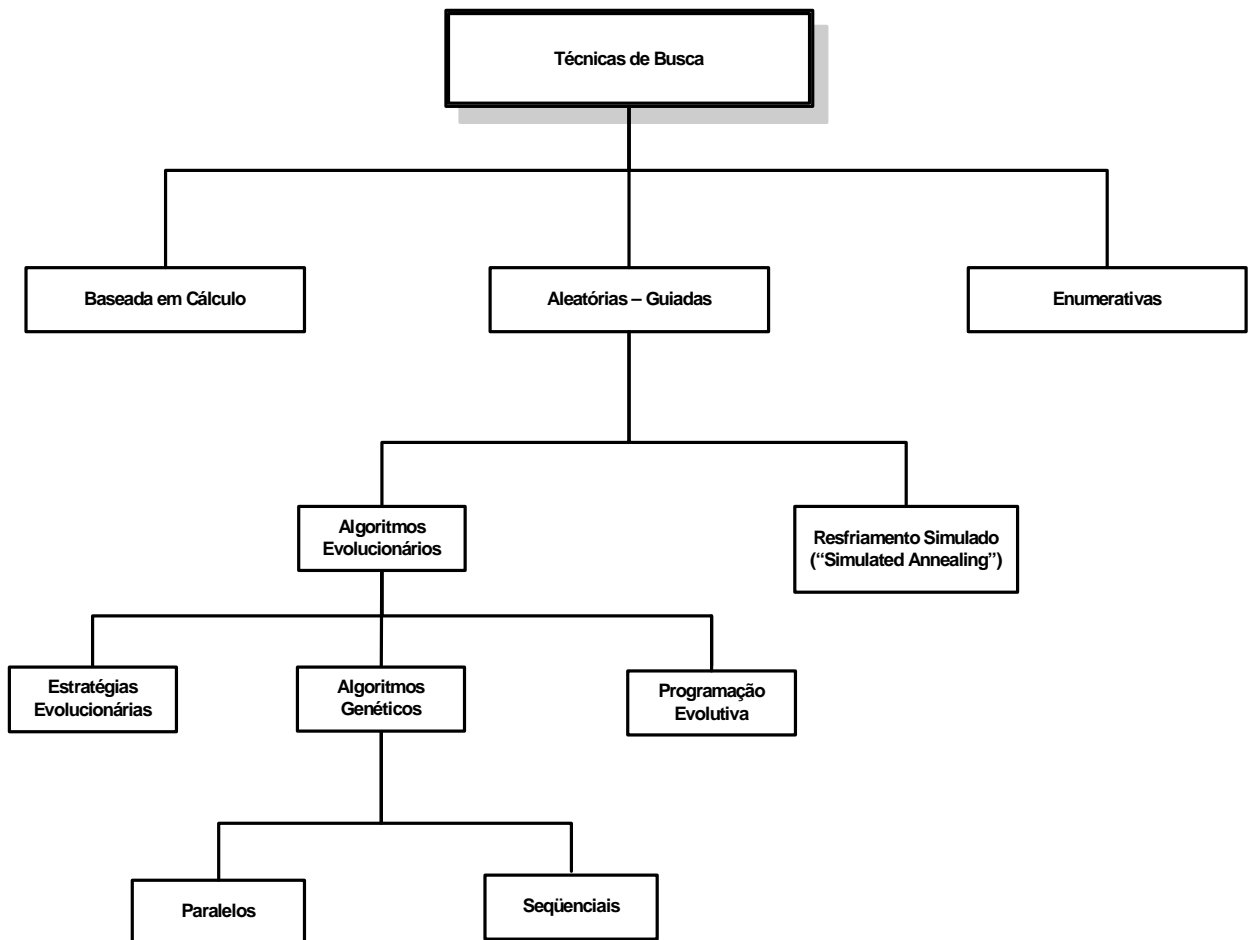 Técnicas de Busca
Baseada em Cálculo
Aleatórias – Guiadas
Enumerativas
Algoritmos
Evolucionários
Resfriamento Simulado
(“Simulated Annealing”)
Estratégias
Evolucionárias
Algoritmos
Genéticos
Programação
Evolutiva
Paralelos
Seqüenciais